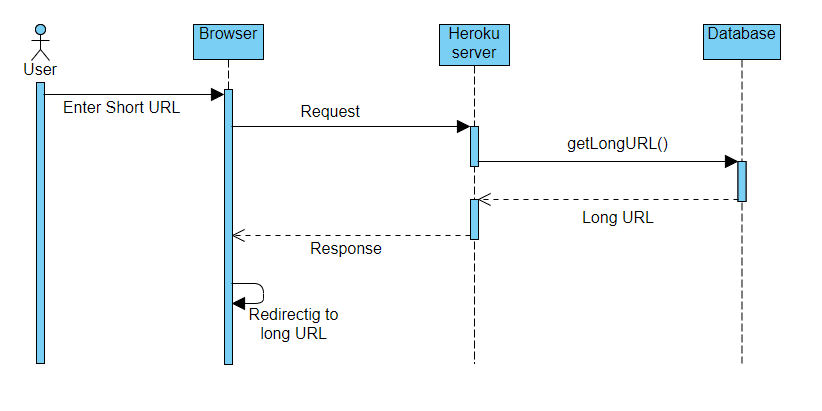 User
Browser
Heroku
server
Database
Enter Short URL
Request
getLongURL()
Long URL
Response
Redirectig to
long URL